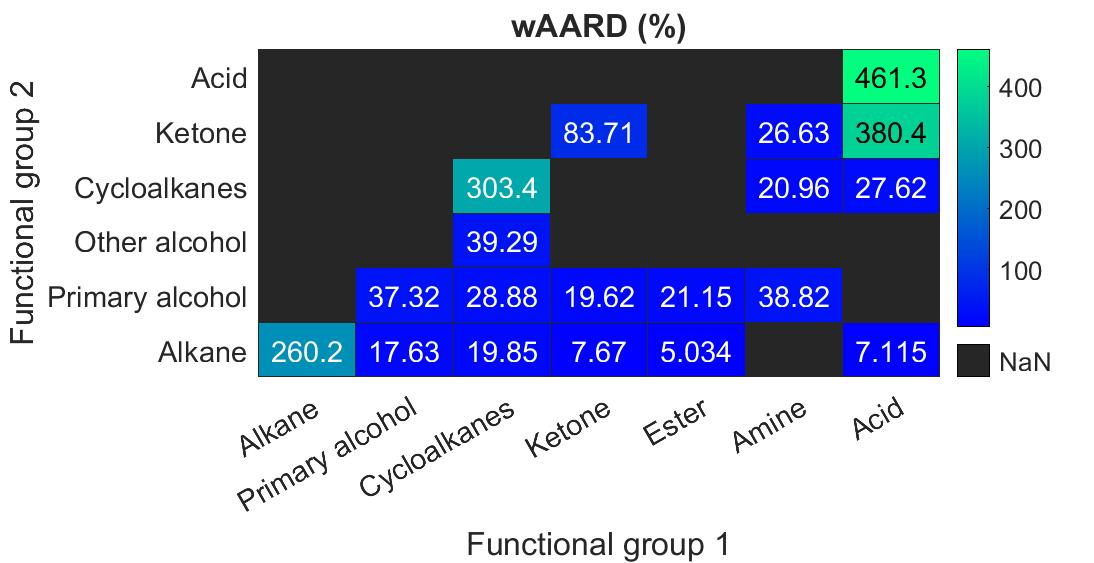 wAARD (%)
Functional group 2
Acid 461.3
Ketone 83.71 26.63 380.4
Cycloalkanes 303.4 20.96 27.62
Other alcohol 39.29
Primary alcohol 37.32 28.88 19.62 21.15 38.82
Alkane 260.2 17.63 19.85 7.67 5.034 7.115
Alkane
Primary alcohol
Cycloalkanes
Ketone
Ester
Amine
Acid
Functional group 1
400
300
200
100
NaN